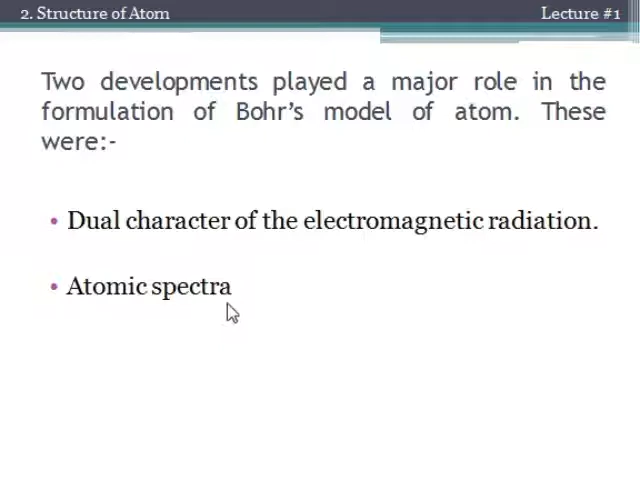 2. Structure of Atom Lecture #1
Two developments played a major role in the
formulation of Bohr's model of atom. These
were:-
• Dual character of the electromagnetic radiation.
• Atomic spectra